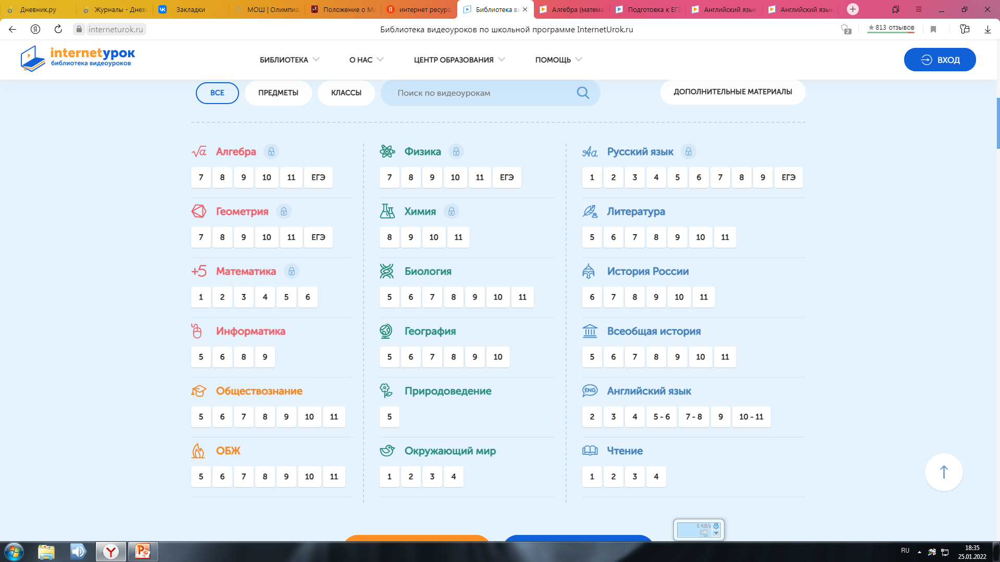 Дневник.ру
Журналы - Днев
Закладки
МОШ | Олимпиа
Положение о Мо
интернет ресурс
Библиотека ви
Алгебра (матема
Подготовка к ЕГЭ
Английский язык
Английский язык
interneturok.ru
Библиотека видеоуроков по школьной программе InternetUrok.ru
2
813 отзывов
internetурок
библиотека видеоуроков
БИБЛИОТЕКА
О НАС
ЦЕНТР ОБРАЗОВАНИЯ
ПОМОЩЬ
ВХОД
ВСЕ
ПРЕДМЕТЫ
КЛАССЫ
Поиск по видеоурокам
ДОПОЛНИТЕЛЬНЫЕ МАТЕРИАЛЫ
Алгебра
7 8 9 10 11 ЕГЭ
Геометрия
7 8 9 10 11 ЕГЭ
+5 Математика
1 2 3 4 5 6
Информатика
5 6 8 9
Обществознание
5 6 7 8 9 10 11
ОБЖ
5 6 7 8 9 10 11
Физика
7 8 9 10 11 ЕГЭ
Химия
8 9 10 11
Биология
5 6 7 8 9 10 11
География
5 6 7 8 9 10
Природоведение
5
Окружающий мир
1 2 3 4
Аа Русский язык
1 2 3 4 5 6 7 8 9 ЕГЭ
Литература
5 6 7 8 9 10 11
История России
6 7 8 9 10 11
Всеобщая история
5 6 7 8 9 10 11
ENG Английский язык
2 3 4 5 - 6 7 - 8 9 10 - 11
Чтение
1 2 3 4
5 KB/s
RU
18:35
25.01.2022